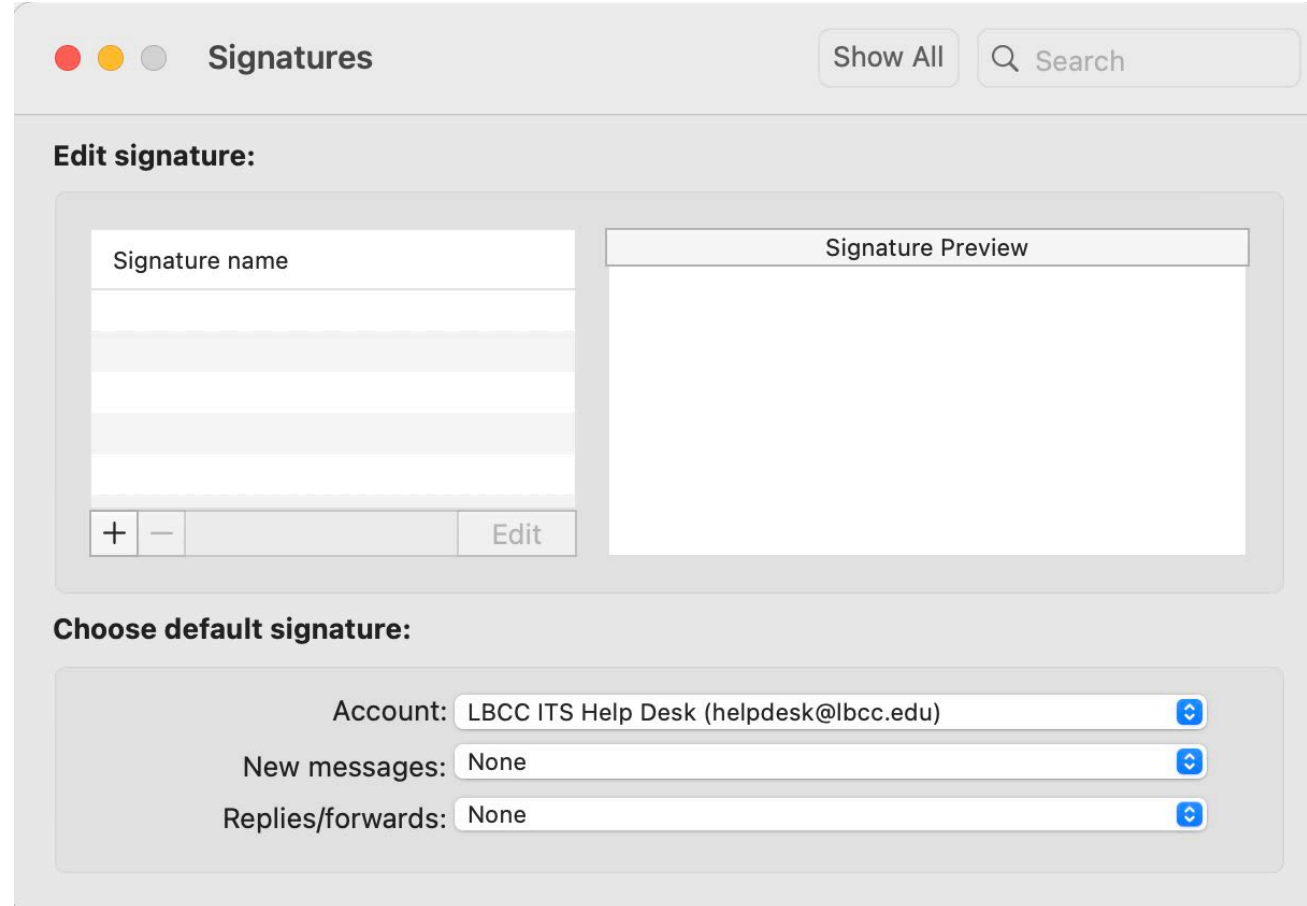 Signatures
Show All
Search
Edit signature:
Signature name
Signature Preview
+
−
Edit
Choose default signature:
Account: LBCC ITS Help Desk (helpdesk@lbcc.edu)
New messages: None
Replies/forwards: None